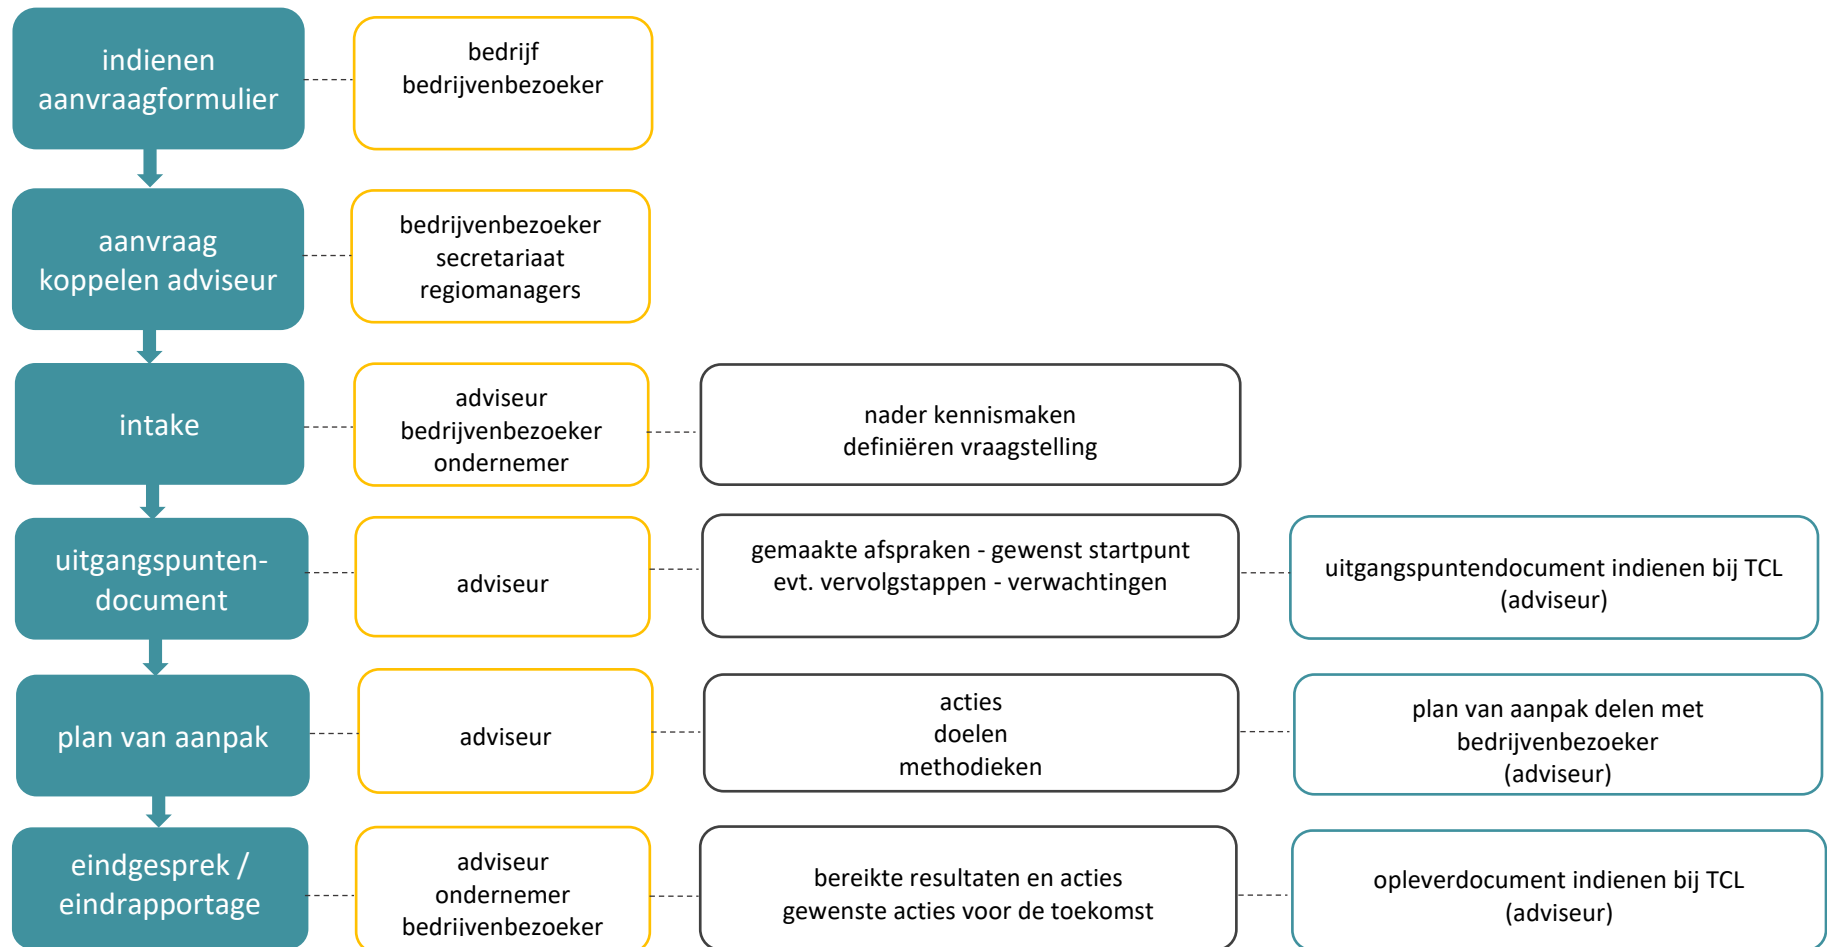 indienen
aanvraagformulier
bedrijf
bedrijvenbezoeker
aanvraag
koppelen adviseur
bedrijvenbezoeker
secretariaat
regiomanagers
intake
adviseur
bedrijvenbezoeker
ondernemer
nader kennismaken
definiëren vraagstelling
uitgangspunten-
document
adviseur
gemaakte afspraken - gewenst startpunt
evt. vervolgstappen - verwachtingen
uitgangspuntendocument indienen bij TCL
(adviseur)
plan van aanpak
adviseur
acties
doelen
methodieken
plan van aanpak delen met
bedrijvenbezoeker
(adviseur)
eindgesprek /
eindrapportage
adviseur
ondernemer
bedrijvenbezoeker
bereikte resultaten en acties
gewenste acties voor de toekomst
opleverdocument indienen bij TCL
(adviseur)